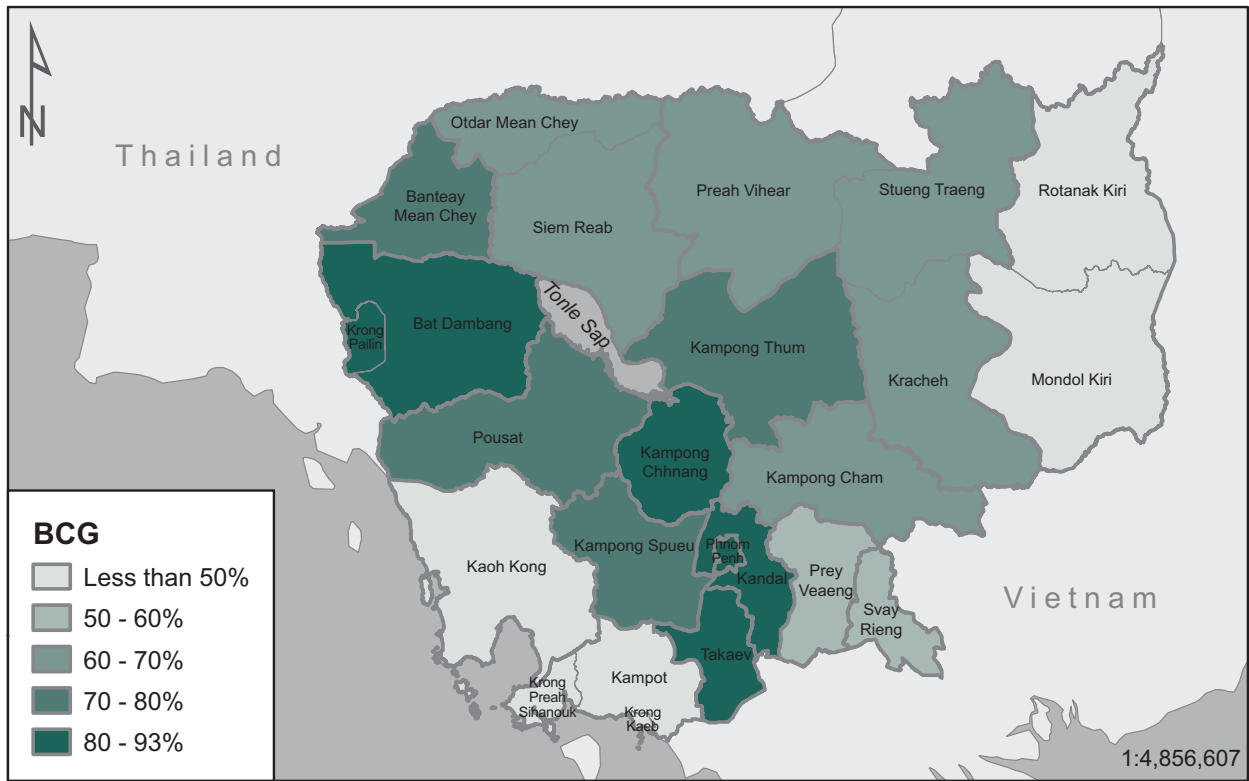 N
Thailand
Otdar Mean Chey
Banteay
Mean Chey
Siem Reab
Preah Vihear
Stueng Traeng
Rotanak Kiri
Krong
Pailin
Bat Dambang
Tonle Sap
Kampong Thum
Kracheh
Mondol Kiri
Pousat
Kampong
Chhnang
Kampong Cham
Kaoh Kong
Kampong Spueu
Phnom
Penh
Kandal
Prey
Veaeng
Svay
Rieng
Vietnam
Takaev
Kampot
Krong
Preah
Sihanouk
Krong
Kaeb
BCG
Less than 50%
50 - 60%
60 - 70%
70 - 80%
80 - 93%
1:4,856,607